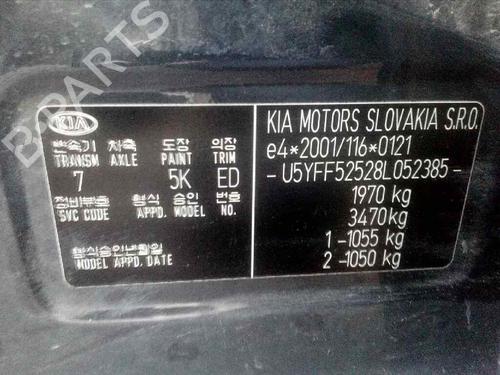 B-PARTS
KIA
변속기 차축 도장 의장
TRANSM AXLE PAINT TRIM
7 5K ED
정비부호 형식 승인 번호
SVC CODE APPD. MODEL NO.
형식승인년월일
MODEL APPD. DATE
KIA MOTORS SLOVAKIA S.R.O.
e4*2001/116*0121
-U5YFF52528L052385-
1970 kg
3470 kg
1-1055 kg
2-1050 kg